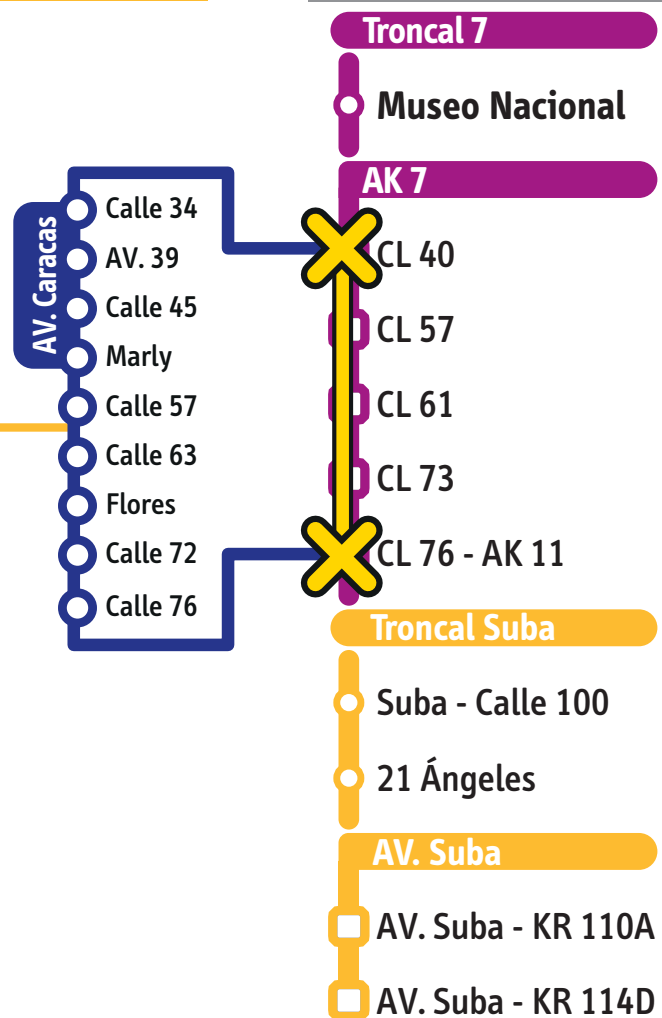 Troncal 7
Museo Nacional
AK 7
AV. Caracas
Calle 34
AV. 39
Calle 45
Marly
Calle 57
Calle 63
Flores
Calle 72
Calle 76
CL 40
CL 57
CL 61
CL 73
CL 76 - AK 11
Troncal Suba
Suba - Calle 100
21 Ángeles
AV. Suba
AV. Suba - KR 110A
AV. Suba - KR 114D